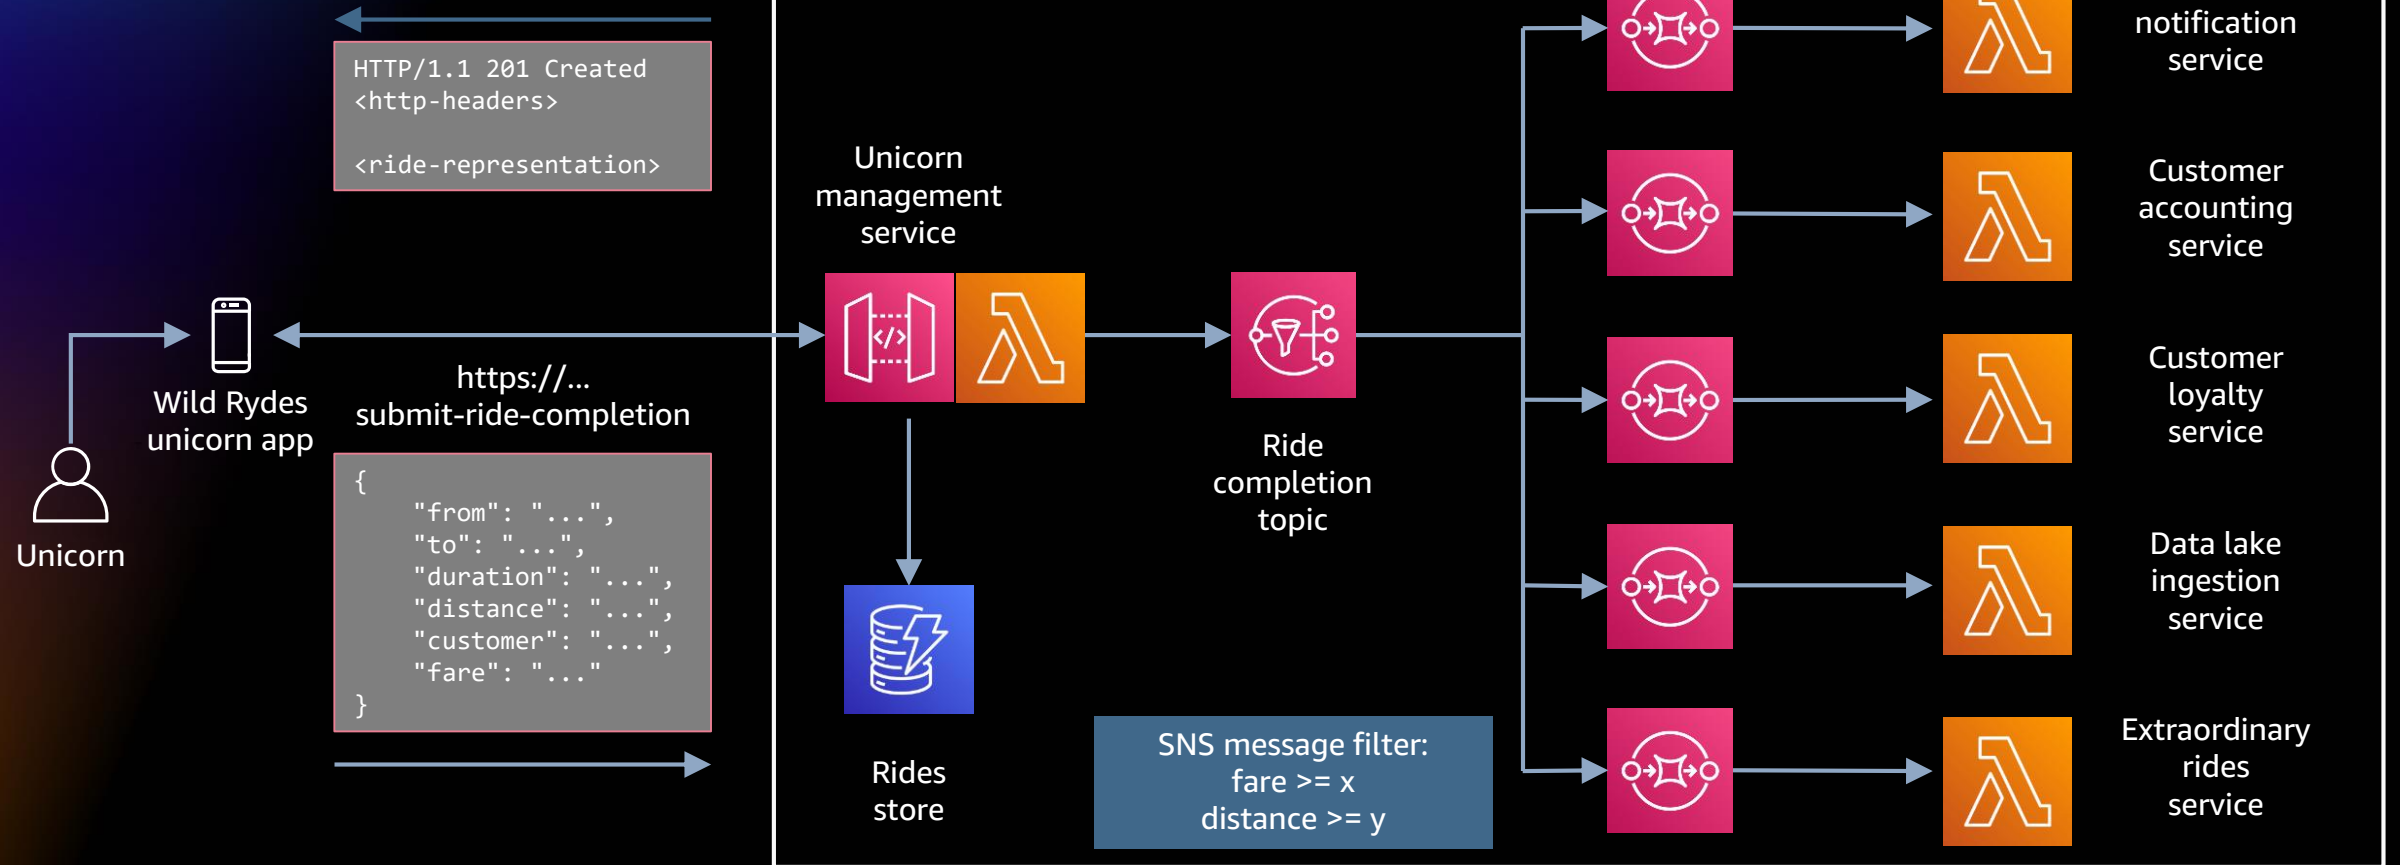 HTTP/1.1 201 Created
<http-headers>
<ride-representation>
Unicorn
management
service
notification
service
Customer
accounting
service
Wild Rydes
unicorn app
https://...
submit-ride-completion
Unicorn
{
"from": "...",
"to": "...",
"duration": "...",
"distance": "...",
"customer": "...",
"fare": "..."
}
Ride
completion
topic
Customer
loyalty
service
Data lake
ingestion
service
Rides
store
SNS message filter:
fare >= x
distance >= y
Extraordinary
rides
service